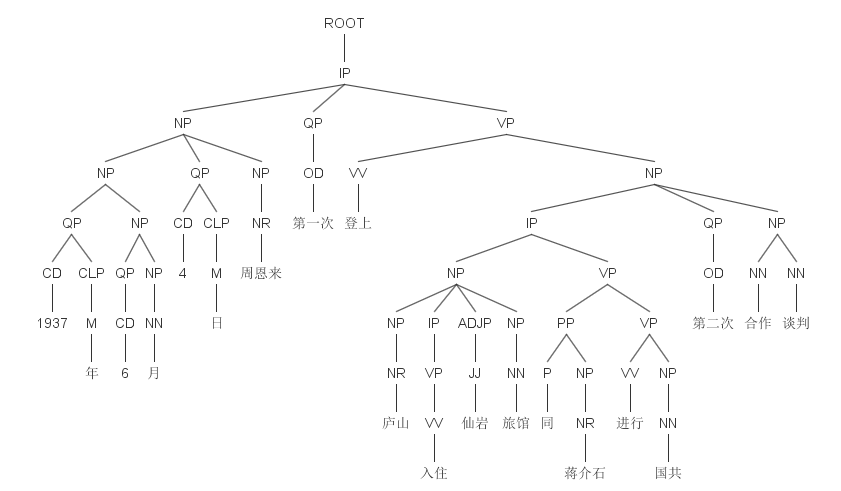 ROOT
IP
NP QP VP
NP QP NP OD VV NP
QP NP CD CLP NR 第一次 登上 IP QP NP
CD CLP QP NP 4 M 周恩来 NP VP OD NN NN
1937 M CD NN 日 NP IP ADJP NP PP VP 第二次 合作 谈判
年 6 月 NR VP JJ NN P NP VV NP
庐山 VV 仙岩 旅馆 同 NR 进行 NN
入住 蒋介石 国共